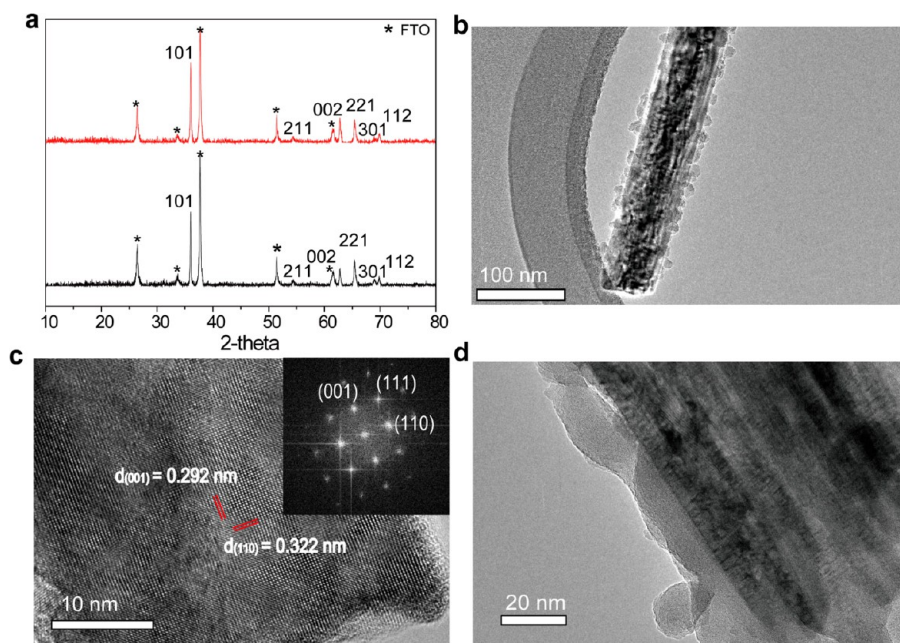 a
* FTO
101
*
*
*
*
211
*
002
221
301
112
101
*
*
*
*
211
002
*
221
301
112
10 20 30 40 50 60 70 80
2-theta
b
100 nm
c
(001)
(111)
(110)
d(001) = 0.292 nm
d(110) = 0.322 nm
10 nm
d
20 nm